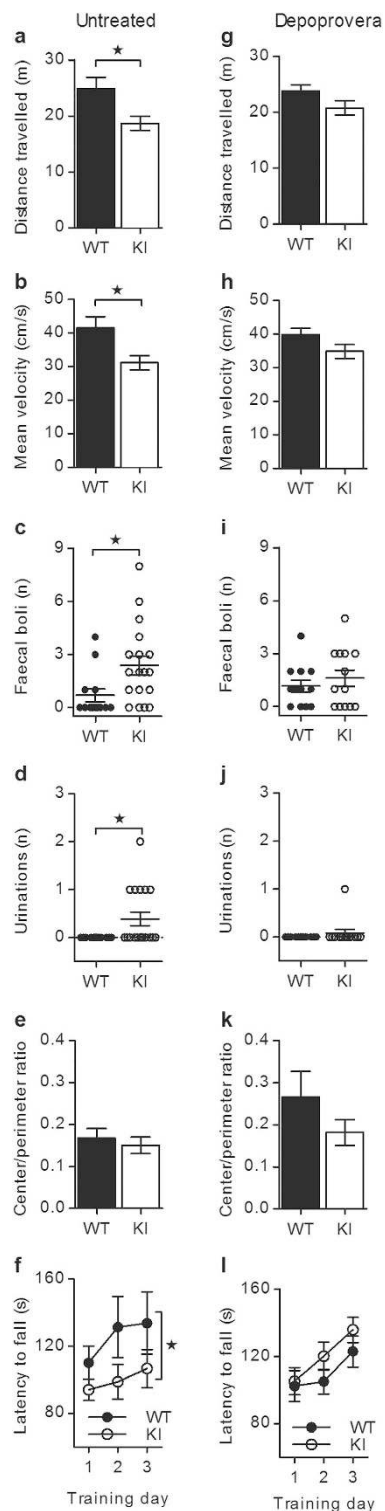 Untreated
Depoprovera
a
Distance travelled (m)
30
20
10
0
★
WT
KI
g
Distance travelled (m)
30
20
10
0
WT
KI
b
Mean velocity (cm/s)
50
40
30
20
10
0
★
WT
KI
h
Mean velocity (cm/s)
50
40
30
20
10
0
WT
KI
c
Faecal boli (n)
9
6
3
0
★
WT
KI
i
Faecal boli (n)
9
6
3
0
WT
KI
d
Urinations (n)
3
2
1
0
★
WT
KI
j
Urinations (n)
3
2
1
0
WT
KI
e
Center/perimeter ratio
0.4
0.3
0.2
0.1
0.0
WT
KI
k
Center/perimeter ratio
0.4
0.3
0.2
0.1
0.0
WT
KI
f
Latency to fall (s)
160
120
80
★
WT
KI
1 2 3
Training day
l
Latency to fall (s)
160
120
80
WT
KI
1 2 3
Training day